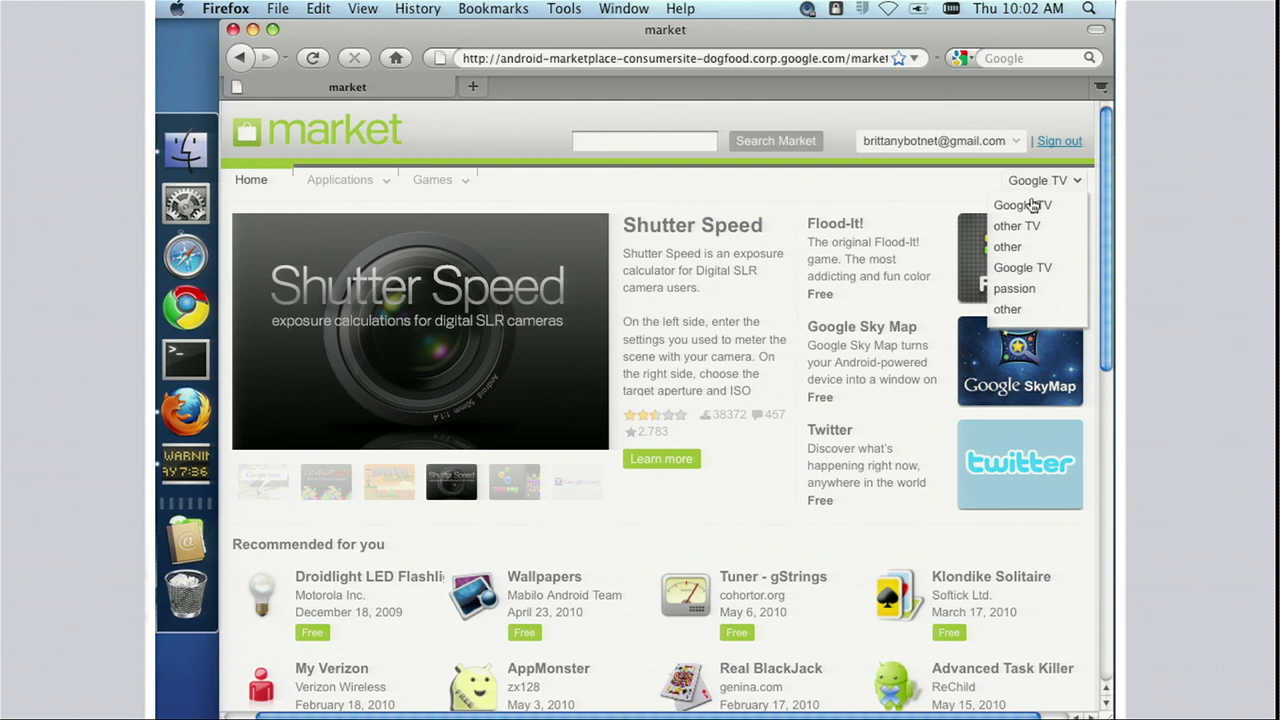 Firefox File Edit View History Bookmarks Tools Window Help Thu 10:02 AM
market
http://android-marketplace-consumersite-dogfood.corp.google.com/market
Google
market
market
Search Market
brittanybotnet@gmail.com
| Sign out
Home
Applications
Games
Google TV
Google TV
other TV
other
Google TV
passion
other
Shutter Speed
exposure calculations for digital SLR cameras
Android 50mm 1:1.4
Shutter Speed
Shutter Speed is an exposure
calculator for Digital SLR
camera users.
On the left side, enter the
settings you used to meter the
scene with your camera. On
the right side, choose the
target aperture and ISO
38372 457
2.783
Learn more
Flood-It!
The original Flood-It!
game. The most
addicting and fun color
Free
Google Sky Map
Google Sky Map turns
your Android-powered
device into a window on
Free
Google SkyMap
Twitter
Discover what's
happening right now,
anywhere in the world
Free
twitter
WARNIN
AY 7:36
Recommended for you
Droidlight LED Flashli
Motorola Inc.
December 18, 2009
Free
Wallpapers
Mabilo Android Team
April 23, 2010
Free
Tuner - gStrings
cohortor.org
May 6, 2010
Free
Klondike Solitaire
Softick Ltd.
March 17, 2010
Free
My Verizon
Verizon Wireless
February 18, 2010
AppMonster
zx128
May 3, 2010
Real BlackJack
genina.com
February 17, 2010
Advanced Task Killer
ReChild
May 15, 2010